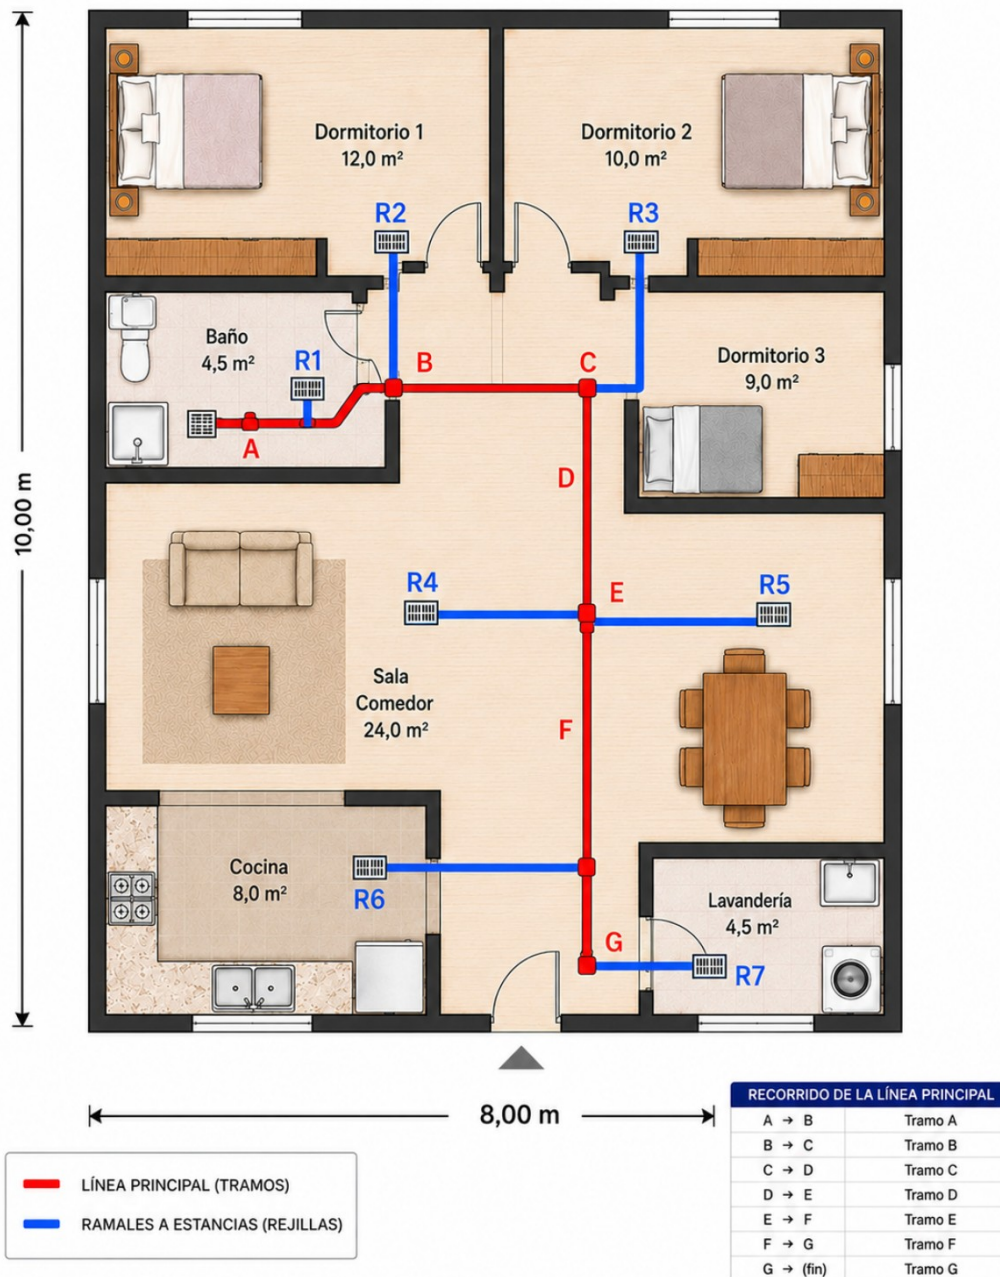 Dormitorio 1
12,0 m²
Dormitorio 2
10,0 m²
R2
R3
Baño
4,5 m²
R1
B
C
Dormitorio 3
9,0 m²
A
D
10,00 m
R4
E
R5
Sala
Comedor
24,0 m²
F
Cocina
8,0 m²
R6
Lavandería
4,5 m²
G
R7
8,00 m
RECORRIDO DE LA LÍNEA PRINCIPAL
A → B Tramo A
B → C Tramo B
C → D Tramo C
D → E Tramo D
E → F Tramo E
F → G Tramo F
G → (fin) Tramo G
LÍNEA PRINCIPAL (TRAMOS)
RAMALES A ESTANCIAS (REJILLAS)